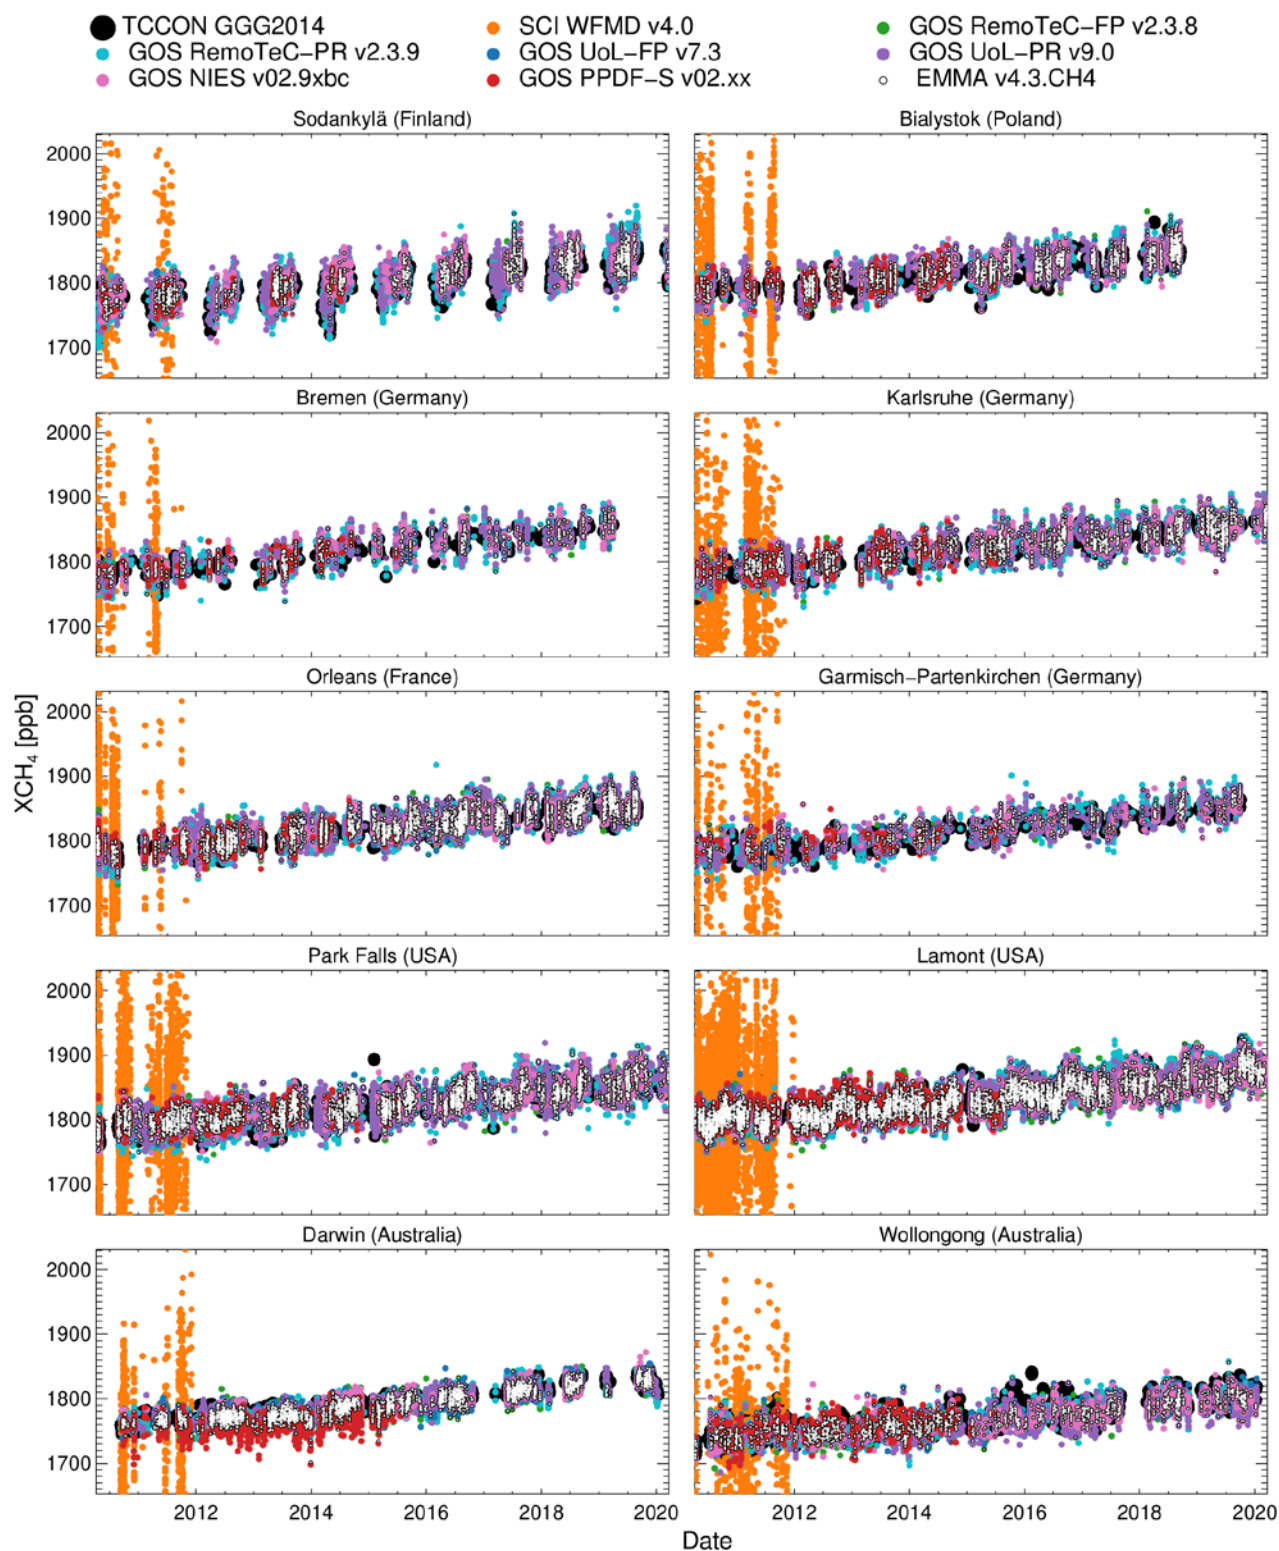 TCCON GGG2014 SCI WFMD v4.0 GOS RemoTeC−FP v2.3.8
GOS RemoTeC−PR v2.3.9 GOS UoL−FP v7.3 GOS UoL−PR v9.0
GOS NIES v02.9xbc GOS PPDF−S v02.xx EMMA v4.3.CH4
Sodankylä (Finland) Bialystok (Poland)
2000
1900
1800
1700
Bremen (Germany) Karlsruhe (Germany)
2000
1900
1800
1700
Orleans (France) Garmisch−Partenkirchen (Germany)
2000
1900
1800
1700
XCH₄ [ppb]
Park Falls (USA) Lamont (USA)
2000
1900
1800
1700
Darwin (Australia) Wollongong (Australia)
2000
1900
1800
1700
2012 2014 2016 2018 2020 2012 2014 2016 2018 2020
Date